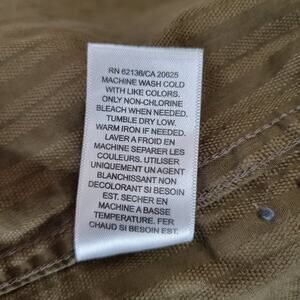 RN 62138/CA 20625
MACHINE WASH COLD
WITH LIKE COLORS.
ONLY NON-CHLORINE
BLEACH WHEN NEEDED.
TUMBLE DRY LOW.
WARM IRON IF NEEDED.
LAVER A FROID EN
MACHINE SEPARER LES
COULEURS. UTILISER
UNIQUEMENT UN AGENT
BLANCHISSANT NON
DECOLORANT SI BESOIN
EST. SECHER EN
MACHINE A BASSE
TEMPERATURE. FER
CHAUD SI BESOIN EST.